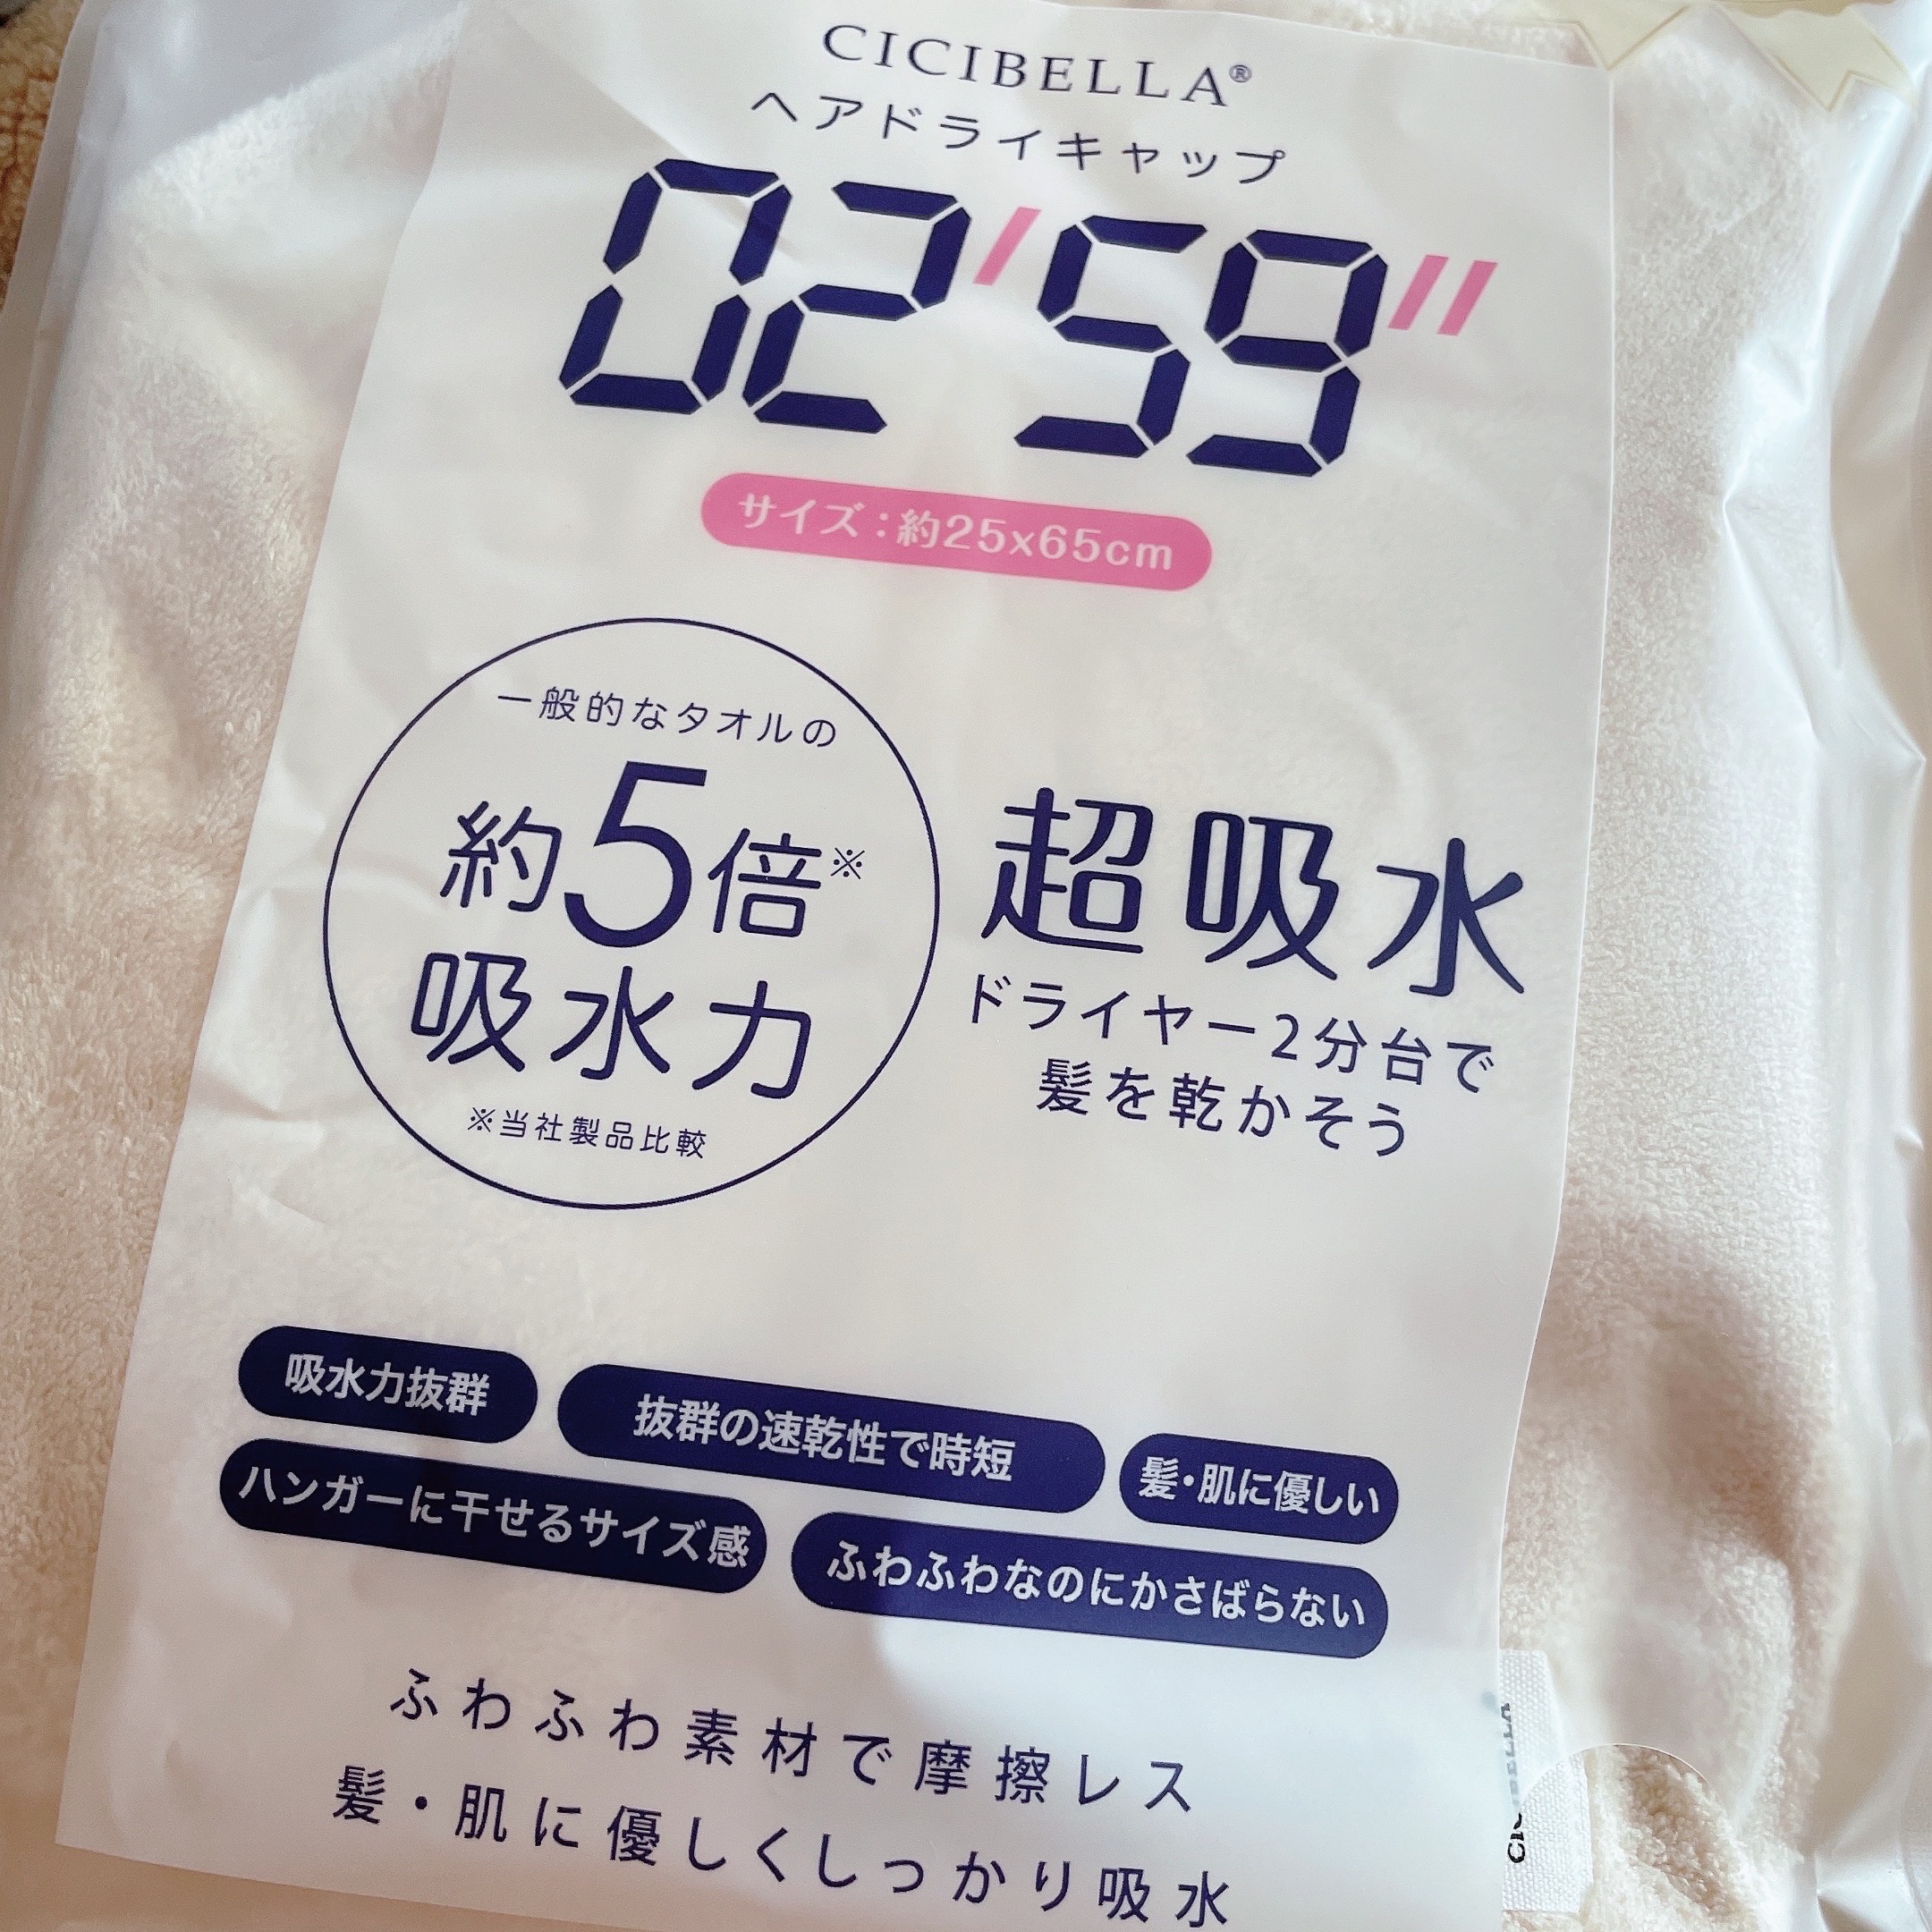 CICIBELLA®
ヘアドライキャップ
02'59"
サイズ：約25x65cm
一般的なタオルの
約5倍※
吸水力
※当社製品比較
超吸水
ドライヤー2分台で
髪を乾かそう
吸水力抜群
抜群の速乾性で時短
髪・肌に優しい
ハンガーに干せるサイズ感
ふわふわなのにかさばらない
ふわふわ素材で摩擦レス
髪・肌に優しくしっかり吸水